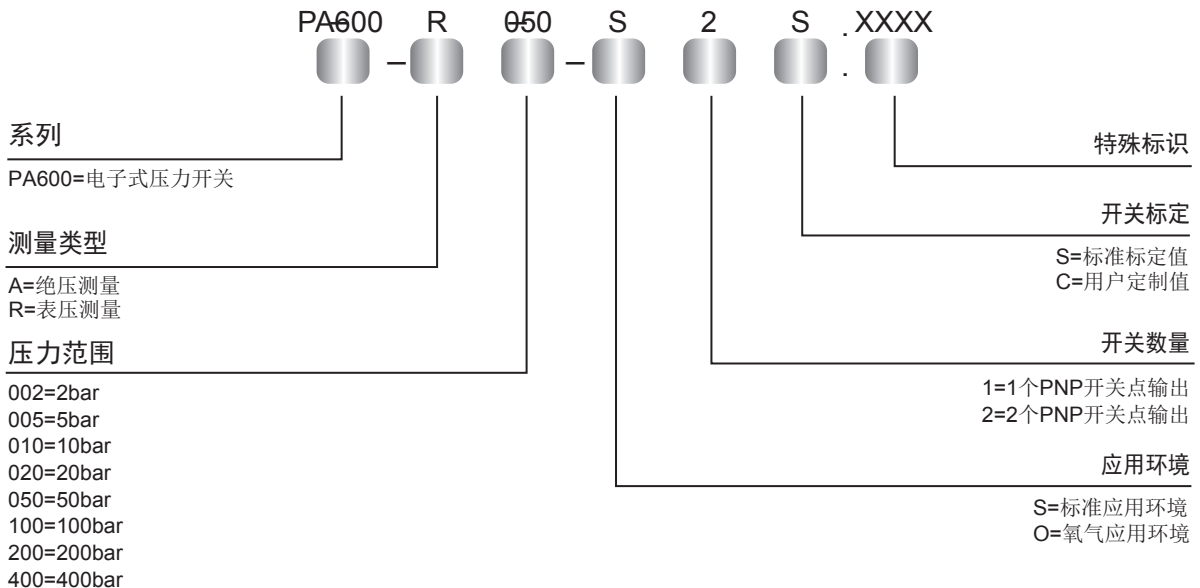 PA600 R 050 S 2 S . XXXX
– – .
系列
PA600=电子式压力开关
测量类型
A=绝压测量
R=表压测量
压力范围
002=2bar
005=5bar
010=10bar
020=20bar
050=50bar
100=100bar
200=200bar
400=400bar
特殊标识
开关标定
S=标准标定值
C=用户定制值
开关数量
1=1个PNP开关点输出
2=2个PNP开关点输出
应用环境
S=标准应用环境
O=氧气应用环境